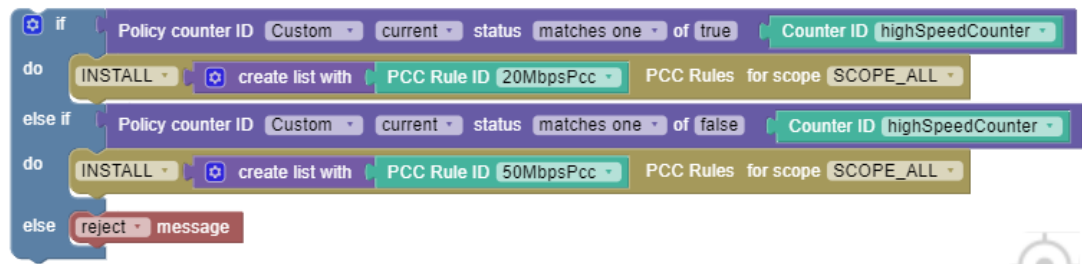 if Policy counter ID Custom current status matches one of true Counter ID highSpeedCounter
do INSTALL create list with PCC Rule ID 20MbpsPcc PCC Rules for scope SCOPE_ALL
else if Policy counter ID Custom current status matches one of false Counter ID highSpeedCounter
do INSTALL create list with PCC Rule ID 50MbpsPcc PCC Rules for scope SCOPE_ALL
else reject message